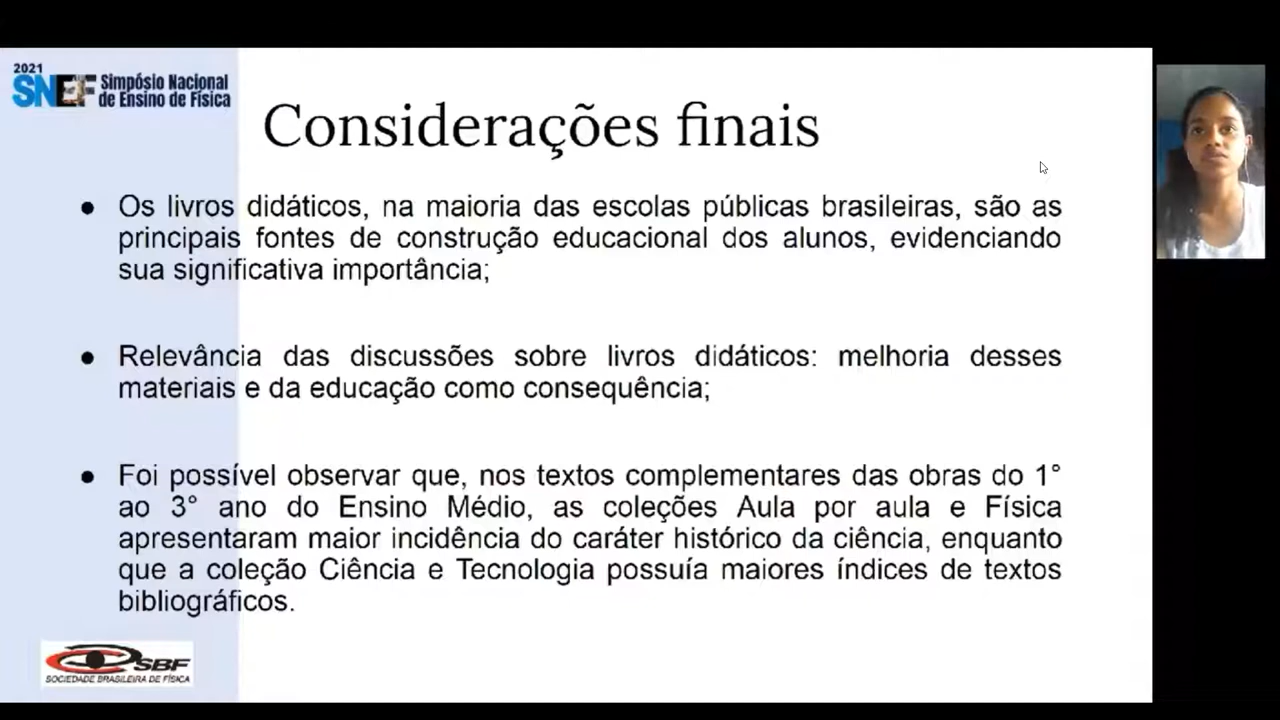 2021
SNEF Simpósio Nacional
de Ensino de Física
Considerações finais
● Os livros didáticos, na maioria das escolas públicas brasileiras, são as
principais fontes de construção educacional dos alunos, evidenciando
sua significativa importância;
● Relevância das discussões sobre livros didáticos: melhoria desses
materiais e da educação como consequência;
● Foi possível observar que, nos textos complementares das obras do 1°
ao 3° ano do Ensino Médio, as coleções Aula por aula e Física
apresentaram maior incidência do caráter histórico da ciência, enquanto
que a coleção Ciência e Tecnologia possuía maiores índices de textos
bibliográficos.
SBF
SOCIEDADE BRASILEIRA DE FÍSICA